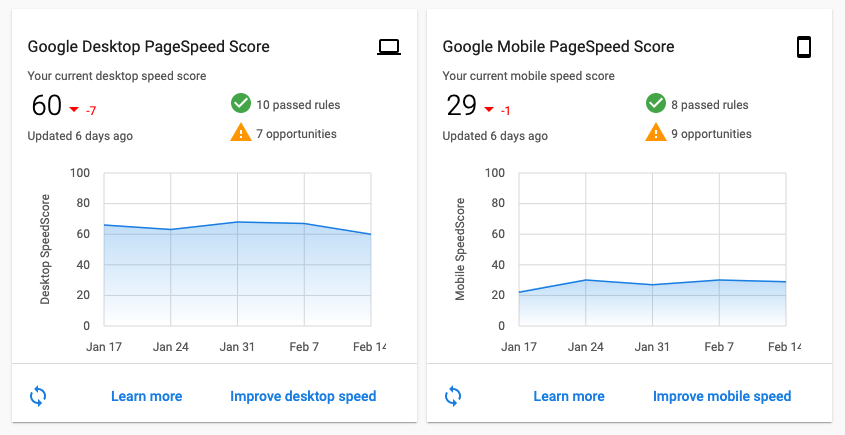 Google Desktop PageSpeed Score
Your current desktop speed score
60 -7
10 passed rules
Updated 6 days ago
7 opportunities
Desktop SpeedScore
100
80
60
40
20
0
Jan 17 Jan 24 Jan 31 Feb 7 Feb 14
Learn more Improve desktop speed
Google Mobile PageSpeed Score
Your current mobile speed score
29 -1
8 passed rules
Updated 6 days ago
9 opportunities
Mobile SpeedScore
100
80
60
40
20
0
Jan 17 Jan 24 Jan 31 Feb 7 Feb 14
Learn more Improve mobile speed